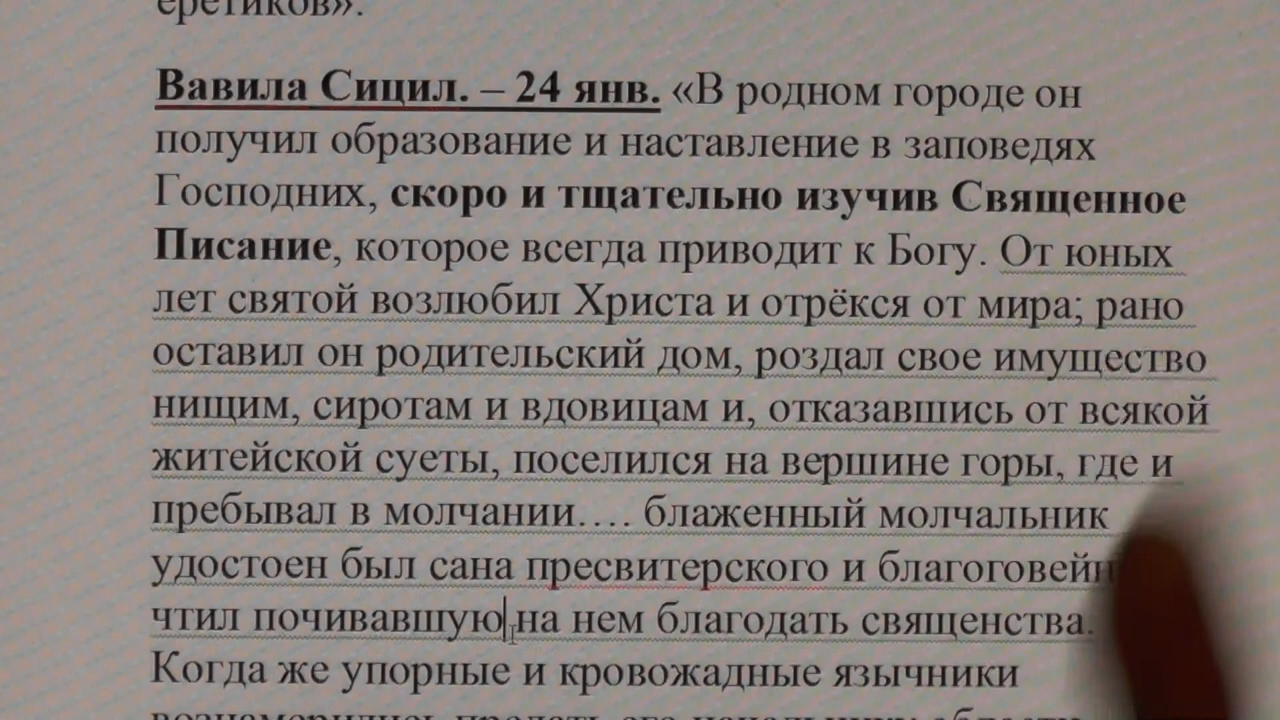 еретиков».
Вавила Сицил. – 24 янв. «В родном городе он
получил образование и наставление в заповедях
Господних, скоро и тщательно изучив Священное
Писание, которое всегда приводит к Богу. От юных
лет святой возлюбил Христа и отрёкся от мира; рано
оставил он родительский дом, роздал свое имущество
нищим, сиротам и вдовицам и, отказавшись от всякой
житейской суеты, поселился на вершине горы, где и
пребывал в молчании…. блаженный молчальник
удостоен был сана пресвитерского и
чтил почивавшую на нем благодать священства.
Когда же упорные и кровожадные язычники